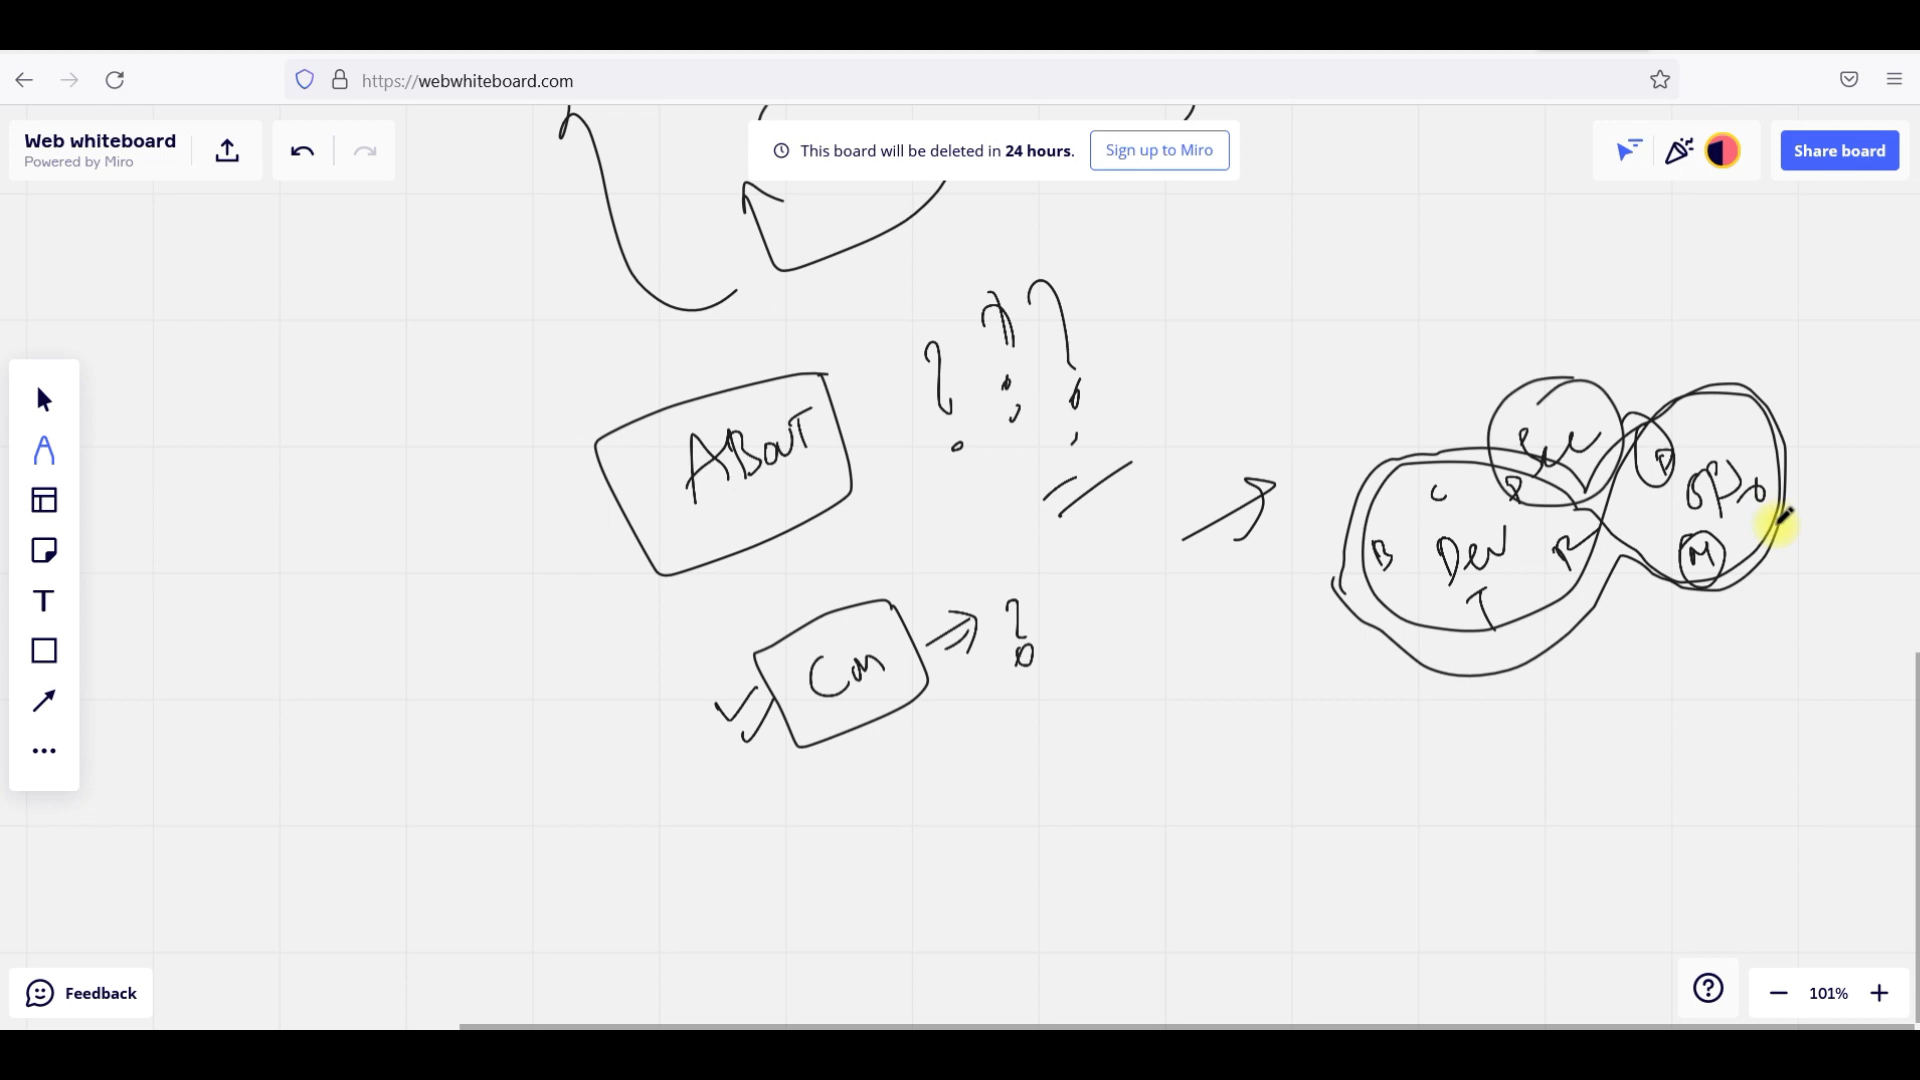 https://webwhiteboard.com
Web whiteboard
Powered by Miro
This board will be deleted in 24 hours.
Sign up to Miro
Share board
ABouT
Sec
D
C
P
B
Dev
R
T
M
T
Feedback
101%